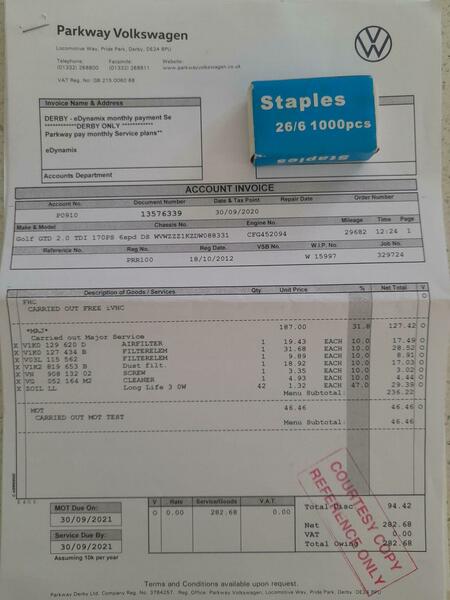 Parkway Volkswagen
Locomotive Way, Pride Park, Derby, DE24 8PU
Telephone: Facsimile: Website:
(01332) 268800 (01332) 268811 www.parkwayvolkswagen.co.uk
VAT Reg. No: GB 215 0060 68
Staples
26/6 1000pcs
Staples
Invoice Name & Address
DERBY - eDynamix monthly payment Se
************DERBY ONLY ************
Parkway pay monthly Service plans**
eDynamix
Accounts Department
ACCOUNT INVOICE
Account No. Document Number Date & Tax Point Repairs Date Order Number
P0910 13576339 30/09/2020
Make & Model Chassis No. Engine No. Mileage Time Page
Golf GTD 2.0 TDI 170PS 6spd DS WVWZZZ1KZDW088331 CFG452094 29682 12:24 1
Reference No. Reg No. Reg Date. VSB No. W.I.P. No. Job No.
PRR100 18/10/2012 W 15997 329724
Description of Goods / Services Qty Unit Price % Net Total V
CARRIED OUT FREE iVHC O
*MAJ* 187.00 31.8 127.42 O
Carried out Major Service
X V1K0 129 620 D AIRFILTER 1 19.43 EACH 10.0 17.49 O
X V1K0 127 434 B FILTERELEM 1 31.68 EACH 10.0 28.52 O
X V03L 115 562 FILTERELEM 1 9.89 EACH 10.0 8.91 O
X V1K2 819 653 B Dust filt. 1 18.92 EACH 10.0 17.03 O
X VN 908 132 02 SCREW 1 3.35 EACH 10.0 3.02 O
X VG 052 164 M2 CLEANER 1 4.93 EACH 10.0 4.44 O
X ZOIL LL Long Life 3 0W 42 1.32 EACH 47.0 29.39 O
Menu Subtotal: 236.22
MOT 46.46 46.46 O
CARRIED OUT MOT TEST
Menu Subtotal: 46.46
COURTESY COPY
REFERENCE ONLY
MOT Due On:
30/09/2021
Service Due By:
30/09/2021
Assuming 10k per year
V Rate Service/Goods V.A.T.
O 0.00 282.68 0.00
Total Disc 94.42
Net 282.68
VAT 0.00
Total Owing 282.68
Terms and Conditions available upon request.
Parkway Derby Ltd. Company Reg. No: 3784257. Reg. Office: Parkway Volkswagen, Locomotive Way, Pride Park, Derby, DE24 8PU